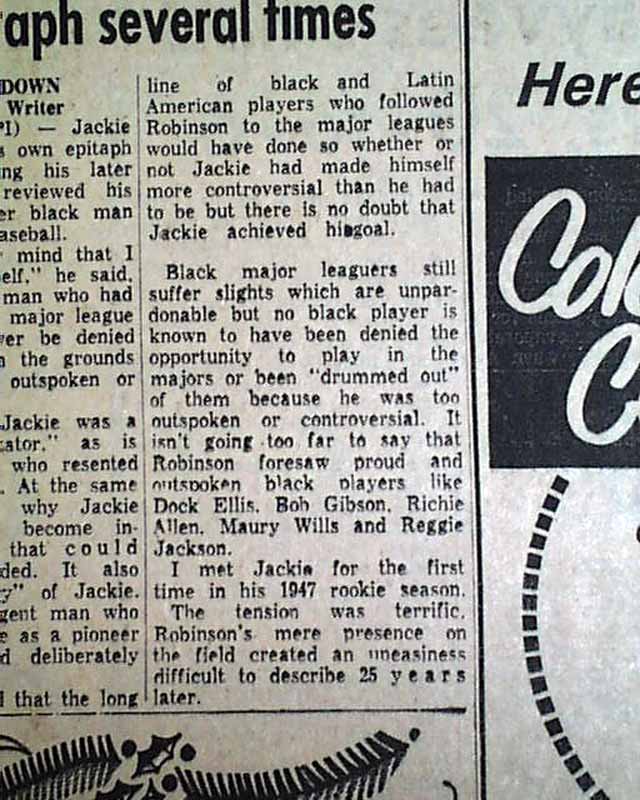 aph several times
DOWN
Writer
PI) — Jackie
s own epitaph
ng his later
reviewed his
er black man
aseball.
mind that I
elf," he said,
man who had
major league
ver be denied
n the grounds
outspoken or
Jackie was a
cator," as is
who resented
. At the same
why Jackie
become in-
that could
ded. It also
y" of Jackie.
gent man who
e as a pioneer
d deliberately
d that the long
line of black and Latin
American players who followed
Robinson to the major leagues
would have done so whether or
not Jackie had made himself
more controversial than he had
to be but there is no doubt that
Jackie achieved his goal.
Black major leaguers still
suffer slights which are unpar-
donable but no black player is
known to have been denied the
opportunity to play in the
majors or been "drummed out"
of them because he was too
outspoken or controversial. It
isn't going too far to say that
Robinson foresaw proud and
outspoken black players like
Dock Ellis, Bob Gibson, Richie
Allen, Maury Wills and Reggie
Jackson.
I met Jackie for the first
time in his 1947 rookie season.
The tension was terrific.
Robinson's mere presence on
the field created an uneasiness
difficult to describe 25 years
later.
Here
Col
C